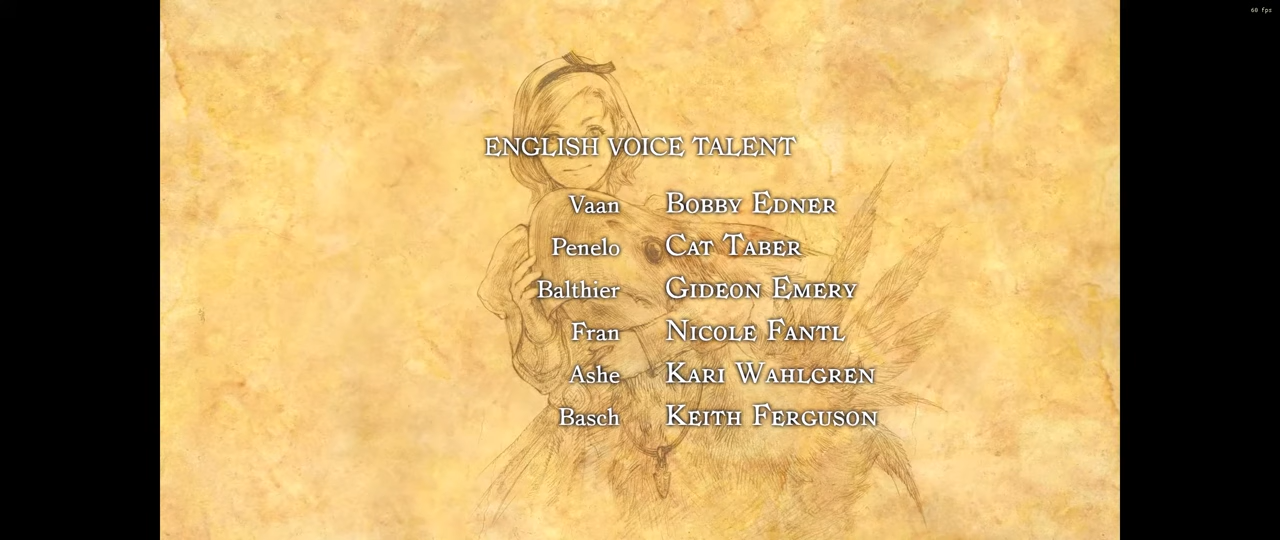 60 fps
ENGLISH VOICE TALENT
Vaan Bobby Edner
Penelo Cat Taber
Balthier Gideon Emery
Fran Nicole Fantl
Ashe Kari Wahlgren
Basch Keith Ferguson